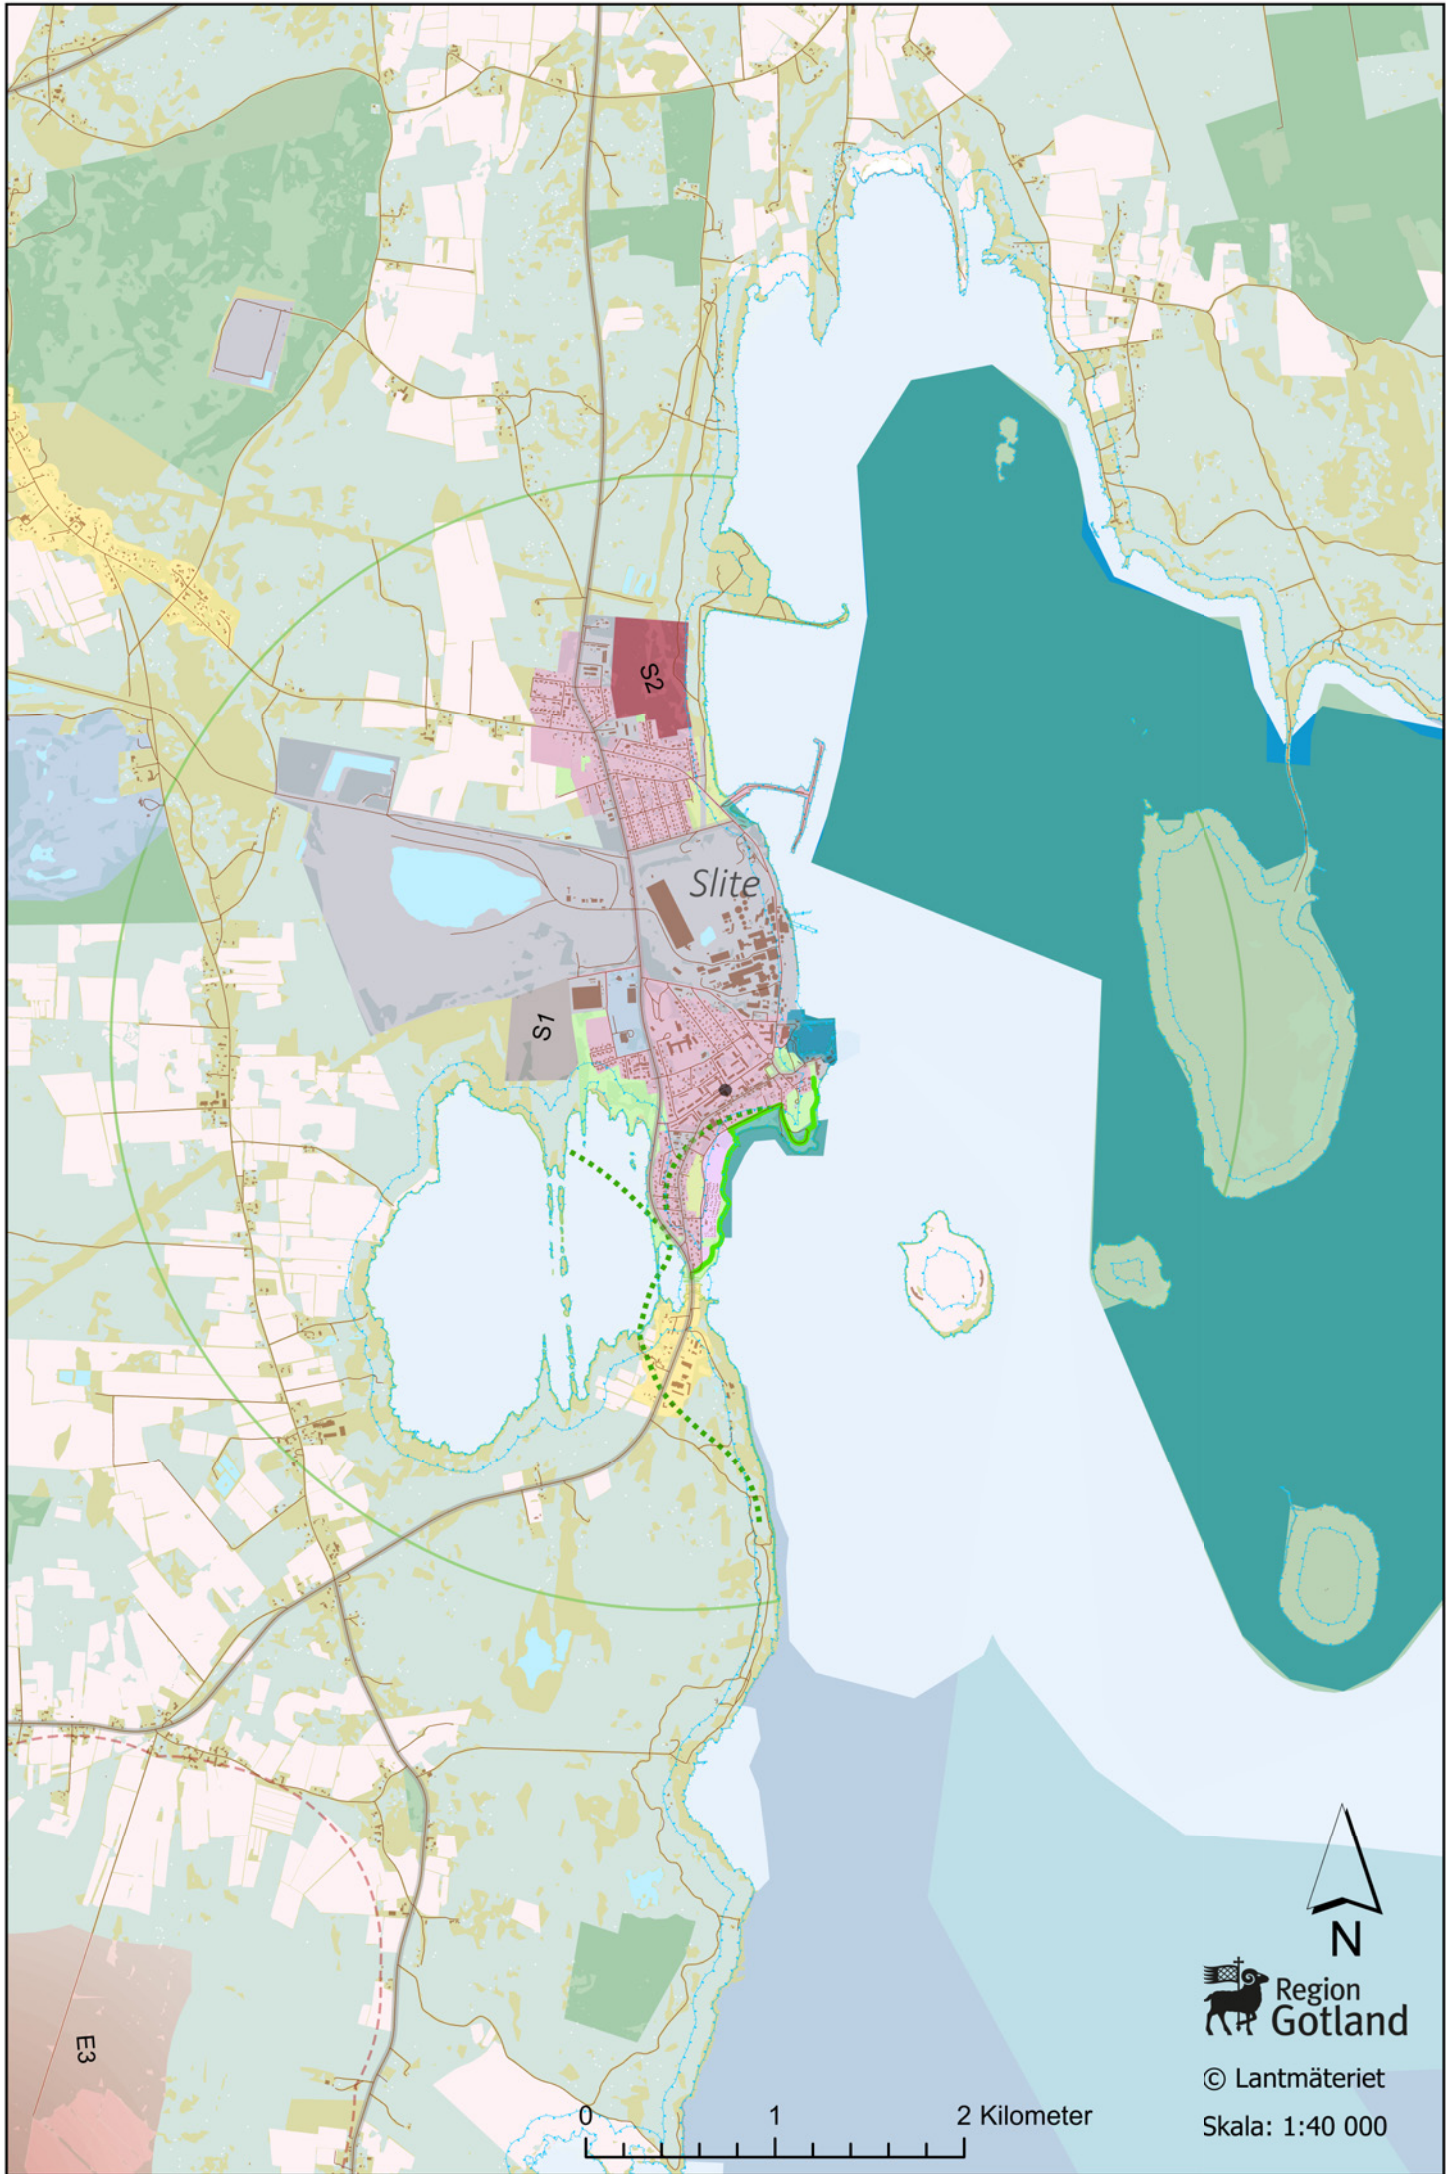 S2
Slite
S1
N
Region
Gotland
E3
© Lantmäteriet
0 1 2 Kilometer
Skala: 1:40 000